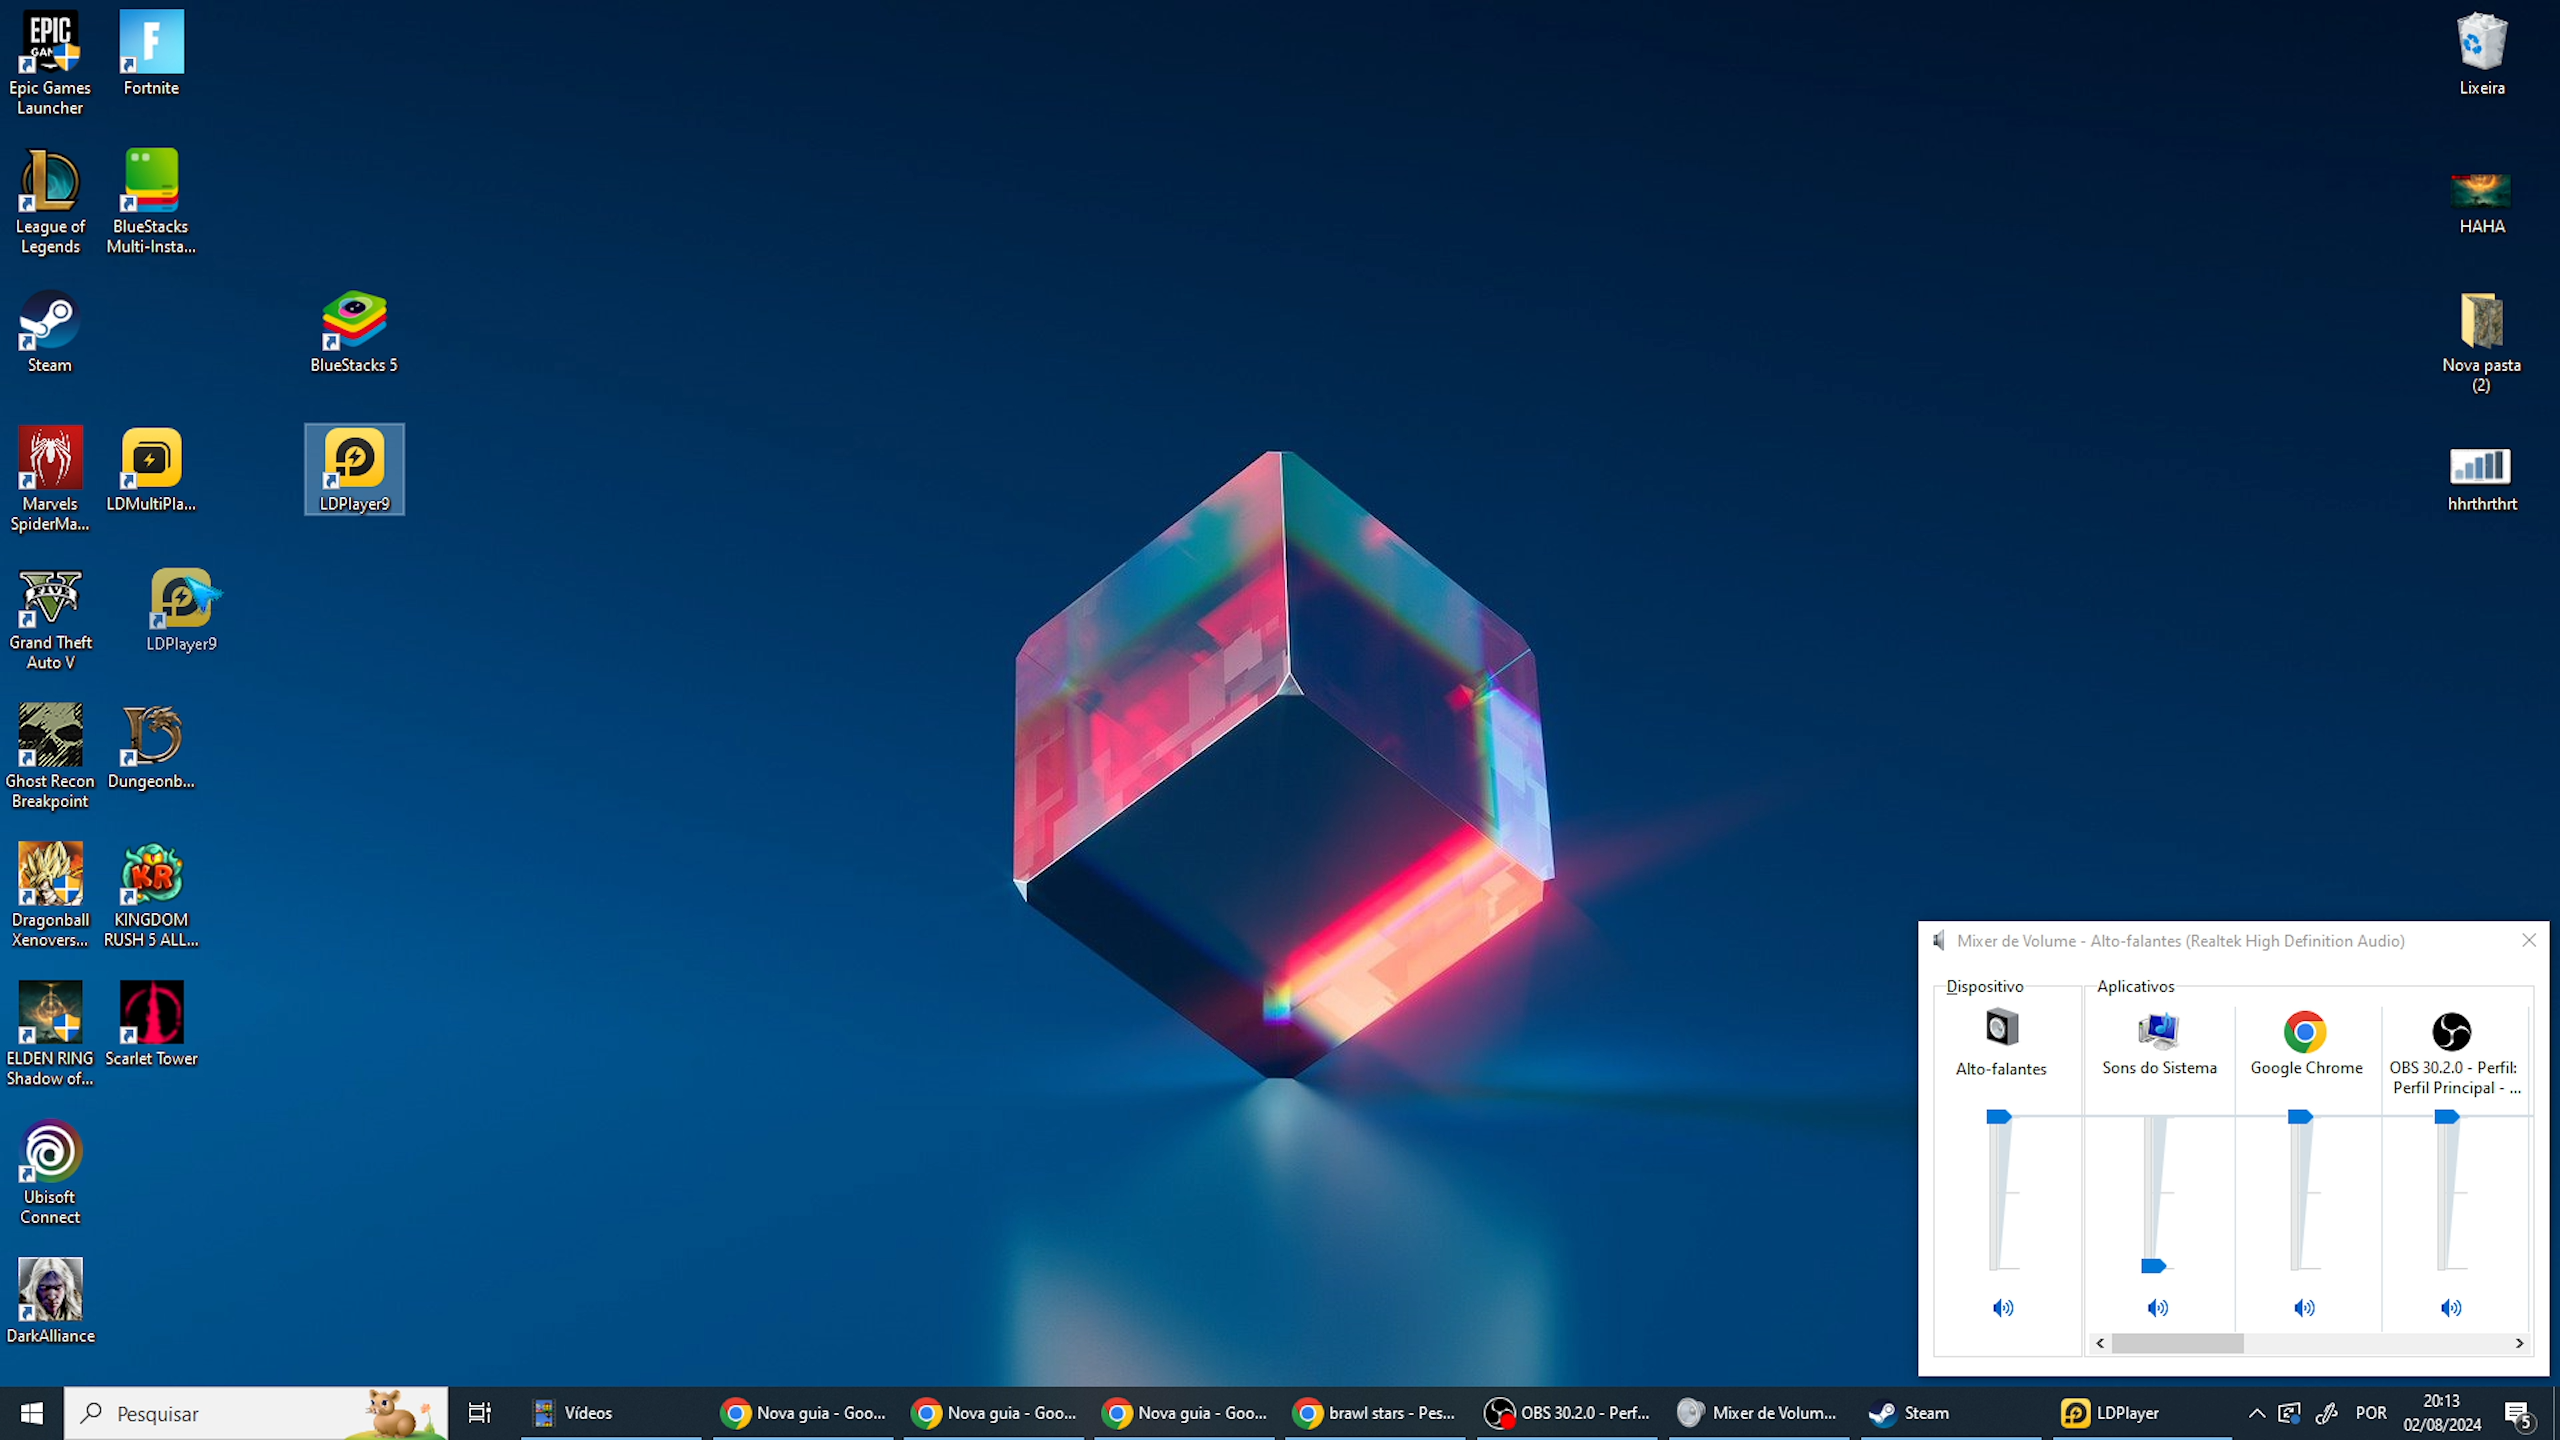 Epic Games
Launcher
Fortnite
Lixeira
League of
Legends
BlueStacks
Multi-Insta...
HAHA
Steam
BlueStacks 5
Nova pasta
(2)
Marvels
SpiderMa...
LDMultiPla...
LDPlayer9
hhrthrthrt
Grand Theft
Auto V
LDPlayer9
Ghost Recon
Breakpoint
Dungeonb...
Dragonball
Xenovers...
KINGDOM
RUSH 5 ALL...
ELDEN RING
Shadow of...
Scarlet Tower
Ubisoft
Connect
DarkAlliance
Mixer de Volume - Alto-falantes (Realtek High Definition Audio)
Dispositivo
Aplicativos
Alto-falantes
Sons do Sistema
Google Chrome
OBS 30.2.0 - Perfil:
Perfil Principal - ...
Pesquisar
Vídeos
Nova guia - Goo...
Nova guia - Goo...
Nova guia - Goo...
brawl stars - Pes...
OBS 30.2.0 - Perf...
Mixer de Volum...
Steam
LDPlayer
POR
20:13
02/08/2024
5